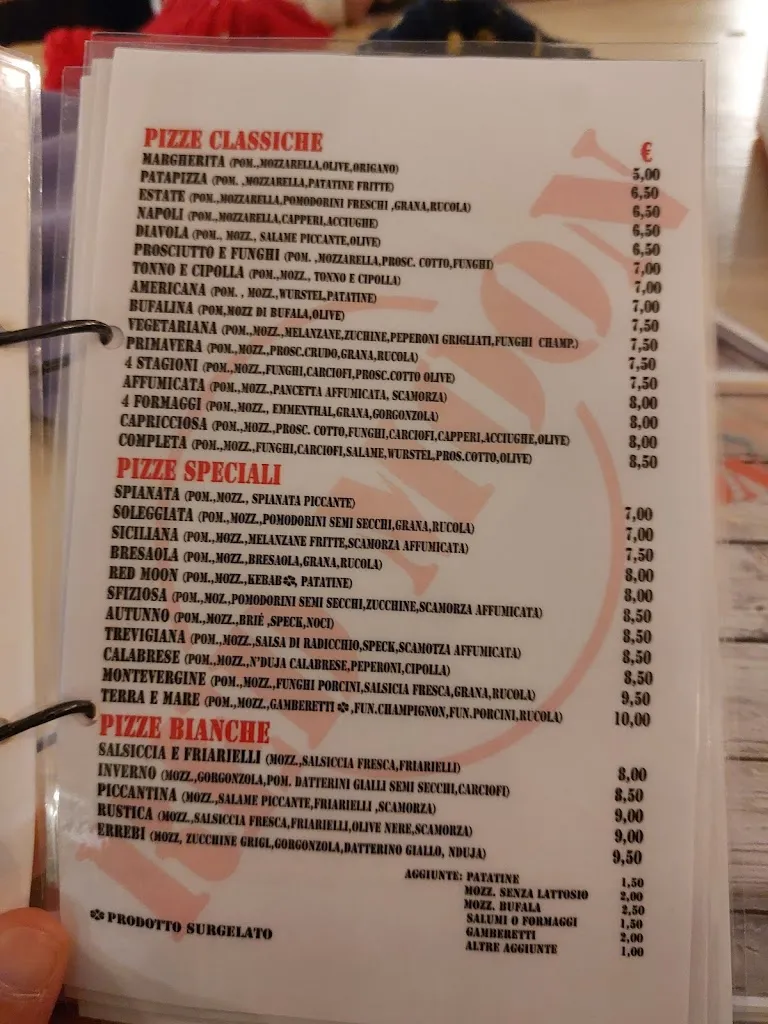 PIZZE CLASSICHE €
MARGHERITA (POM.,MOZZARELLA,OLIVE,ORIGANO) 5,00
PATAPIZZA (POM. ,MOZZARELLA,PATATINE FRITTE) 6,50
ESTATE (POM.,MOZZARELLA,POMODORINI FRESCHI ,GRANA,RUCOLA) 6,50
NAPOLI (POM.,MOZZARELLA,CAPPERI,ACCIUGHE) 6,50
DIAVOLA (POM., MOZZ., SALAME PICCANTE,OLIVE) 6,50
PROSCIUTTO E FUNGHI (POM. ,MOZZARELLA,PROSC. COTTO,FUNGHI) 7,00
TONNO E CIPOLLA (POM.,MOZZ., TONNO E CIPOLLA) 7,00
AMERICANA (POM. , MOZZ.,WURSTEL,PATATINE) 7,00
BUFALINA (POM,MOZZ DI BUFALA,OLIVE) 7,50
VEGETARIANA (POM.,MOZZ.,MELANZANE,ZUCHINE,PEPERONI GRIGLIATI,FUNGHI CHAMP.) 7,50
PRIMAVERA (POM.,MOZZ.,PROSC.CRUDO,GRANA,RUCOLA) 7,50
4 STAGIONI (POM.,MOZZ.,FUNGHI,CARCIOFI,PROSC.COTTO OLIVE) 7,50
AFFUMICATA (POM.,MOZZ.,PANCETTA AFFUMICATA, SCAMORZA) 8,00
4 FORMAGGI (POM.,MOZZ., EMMENTHAL,GRANA,GORGONZOLA) 8,00
CAPRICCIOSA (POM.,MOZZ.,PROSC. COTTO,FUNGHI,CARCIOFI,CAPPERI,ACCIUGHE,OLIVE) 8,00
COMPLETA (POM.,MOZZ.,FUNGHI,CARCIOFI,SALAME,WURSTEL,PROS.COTTO,OLIVE) 8,50
PIZZE SPECIALI
SPIANATA (POM.,MOZZ., SPIANATA PICCANTE) 7,00
SOLEGGIATA (POM.,MOZZ.,POMODORINI SEMI SECCHI,GRANA,RUCOLA) 7,00
SICILIANA (POM.,MOZZ.,MELANZANE FRITTE,SCAMORZA AFFUMICATA) 7,50
BRESAOLA (POM.,MOZZ.,BRESAOLA,GRANA,RUCOLA) 8,00
RED MOON (POM.,MOZZ.,KEBAB❇, PATATINE) 8,00
SFIZIOSA (POM.,MOZ.,POMODORINI SEMI SECCHI,ZUCCHINE,SCAMORZA AFFUMICATA) 8,50
AUTUNNO (POM.,MOZZ.,BRIÉ ,SPECK,NOCI) 8,50
TREVIGIANA (POM.,MOZZ.,SALSA DI RADICCHIO,SPECK,SCAMOTZA AFFUMICATA) 8,50
CALABRESE (POM.,MOZZ.,N'DUJA CALABRESE,PEPERONI,CIPOLLA) 8,50
MONTEVERGINE (POM.,MOZZ.,FUNGHI PORCINI,SALSICIA FRESCA,GRANA,RUCOLA) 9,50
TERRA E MARE (POM.,MOZZ.,GAMBERETTI ❇,FUN.CHAMPIGNON,FUN.PORCINI,RUCOLA) 10,00
PIZZE BIANCHE
SALSICCIA E FRIARIELLI (MOZZ.,SALSICCIA FRESCA,FRIARIELLI) 8,00
INVERNO (MOZZ.,GORGONZOLA,POM. DATTERINI GIALLI SEMI SECCHI,CARCIOFI) 8,50
PICCANTINA (MOZZ.,SALAME PICCANTE,FRIARIELLI ,SCAMORZA) 9,00
RUSTICA (MOZZ.,SALSICCIA FRESCA,FRIARIELLI,OLIVE NERE,SCAMORZA) 9,00
ERREBI (MOZZ, ZUCCHINE GRIGL,GORGONZOLA,DATTERINO GIALLO, NDUJA) 9,50
AGGIUNTE: PATATINE 1,50
MOZZ. SENZA LATTOSIO 2,00
MOZZ. BUFALA 2,50
SALUMI O FORMAGGI 1,50
GAMBERETTI 2,00
ALTRE AGGIUNTE 1,00
❇ PRODOTTO SURGELATO
RED MOON